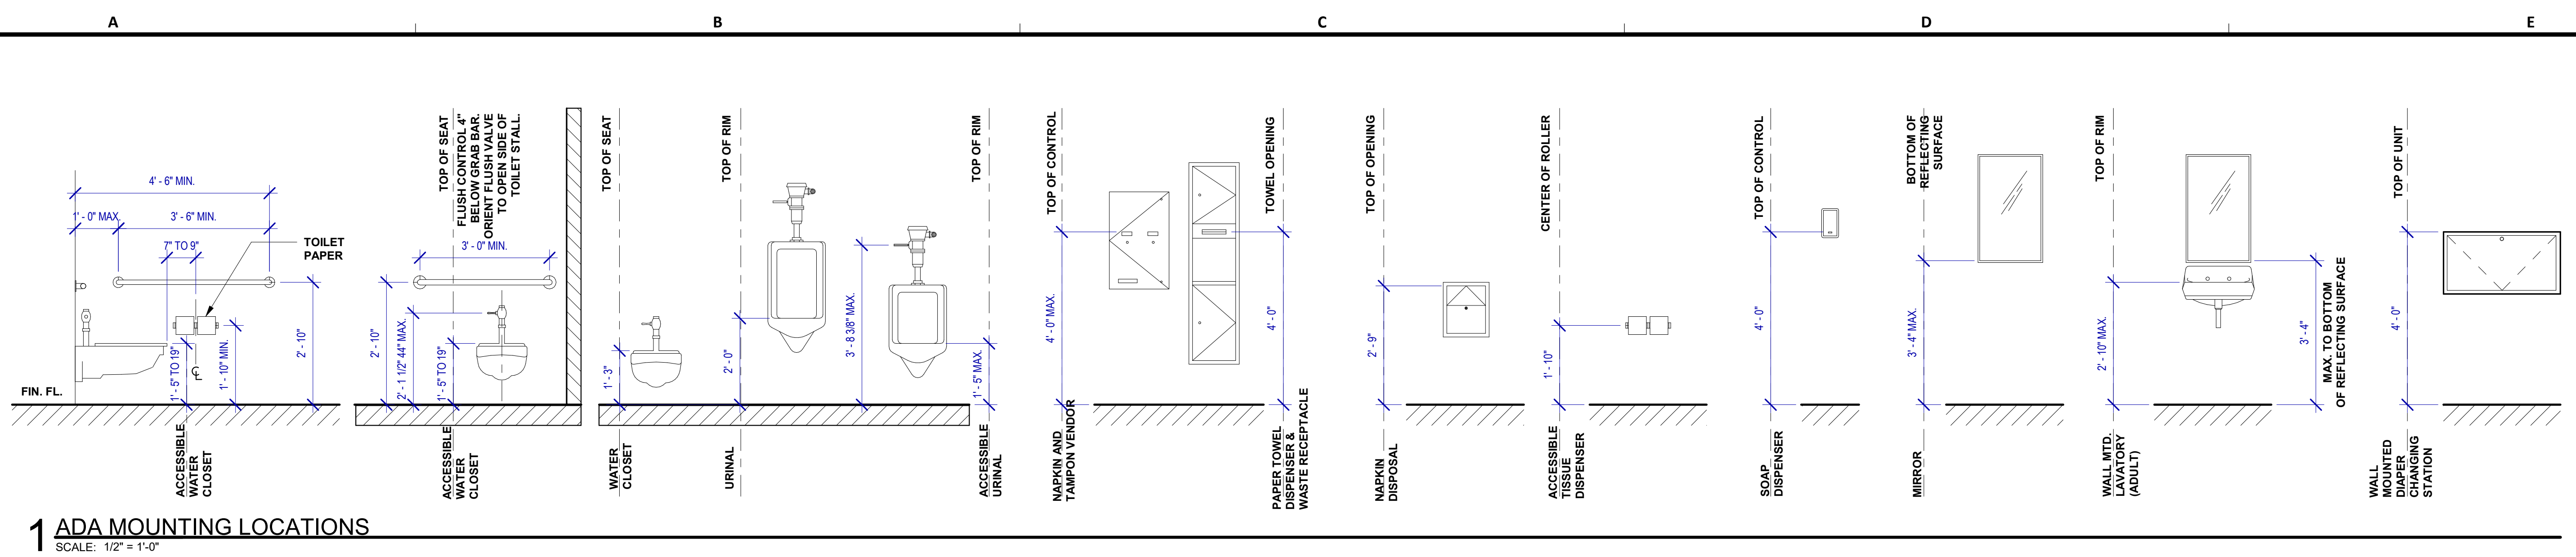 A
B
C
D
E
4' - 6" MIN.
1' - 0" MAX.
3' - 6" MIN.
7" TO 9"
TOILET
PAPER
1' - 5" TO 19"
℄
1' - 10" MIN.
2' - 10"
FIN. FL.
ACCESSIBLE
WATER
CLOSET
TOP OF SEAT
FLUSH CONTROL 4"
BELOW GRAB BAR.
ORIENT FLUSH VALVE
TO OPEN SIDE OF
TOILET STALL.
3' - 0" MIN.
2' - 10"
2' - 1 1/2" 44" MAX.
1' - 5" TO 19"
ACCESSIBLE
WATER
CLOSET
TOP OF SEAT
1' - 3"
WATER
CLOSET
TOP OF RIM
2' - 0"
URINAL
3' - 8 3/8" MAX.
TOP OF RIM
1' - 5" MAX.
ACCESSIBLE
URINAL
TOP OF CONTROL
4' - 0" MAX.
NAPKIN AND
TAMPON VENDOR
TOWEL OPENING
4' - 0"
PAPER TOWEL
DISPENSER &
WASTE RECEPTACLE
TOP OF OPENING
2' - 9"
NAPKIN
DISPOSAL
CENTER OF ROLLER
1' - 10"
ACCESSIBLE
TISSUE
DISPENSER
TOP OF CONTROL
4' - 0"
SOAP
DISPENSER
BOTTOM OF
REFLECTING
SURFACE
3' - 4" MAX.
MIRROR
TOP OF RIM
2' - 10" MAX.
WALL MTD.
LAVATORY
(ADULT)
3' - 4"
MAX. TO BOTTOM
OF REFLECTING SURFACE
TOP OF UNIT
4' - 0"
WALL
MOUNTED
DIAPER
CHANGING
STATION
1 ADA MOUNTING LOCATIONS
SCALE: 1/2" = 1'-0"